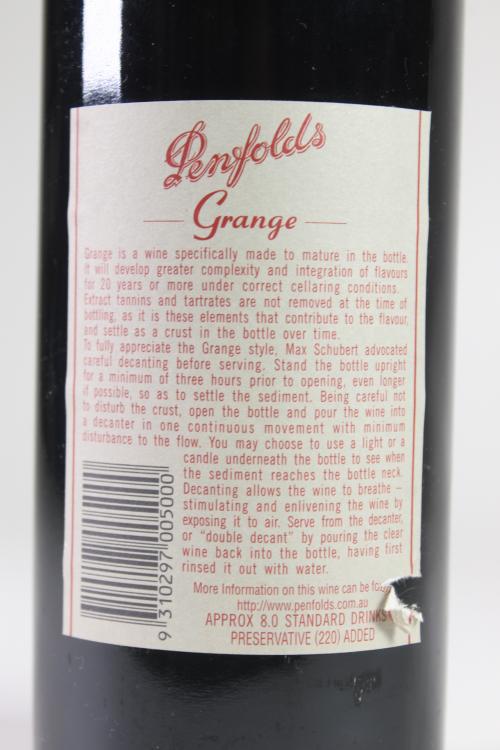 Penfolds
Grange
Grange is a wine specifically made to mature in the bottle.
It will develop greater complexity and integration of flavours
for 20 years or more under correct cellaring conditions.
Extract tannins and tartrates are not removed at the time of
bottling, as it is these elements that contribute to the flavour,
and settle as a crust in the bottle over time.
To fully appreciate the Grange style, Max Schubert advocated
careful decanting before serving. Stand the bottle upright
for a minimum of three hours prior to opening, even longer
if possible, so as to settle the sediment. Being careful not
to disturb the crust, open the bottle and pour the wine into
a decanter in one continuous movement with minimum
disturbance to the flow. You may choose to use a light or a
candle underneath the bottle to see when
the sediment reaches the bottle neck.
Decanting allows the wine to breathe –
stimulating and enlivening the wine by
exposing it to air. Serve from the decanter,
or "double decant" by pouring the clear
wine back into the bottle, having first
rinsed it out with water.
More Information on this wine can be
http://www.penfolds.com.au
APPROX 8.0 STANDARD DRINKS
PRESERVATIVE (220) ADDED
9 310297 005000